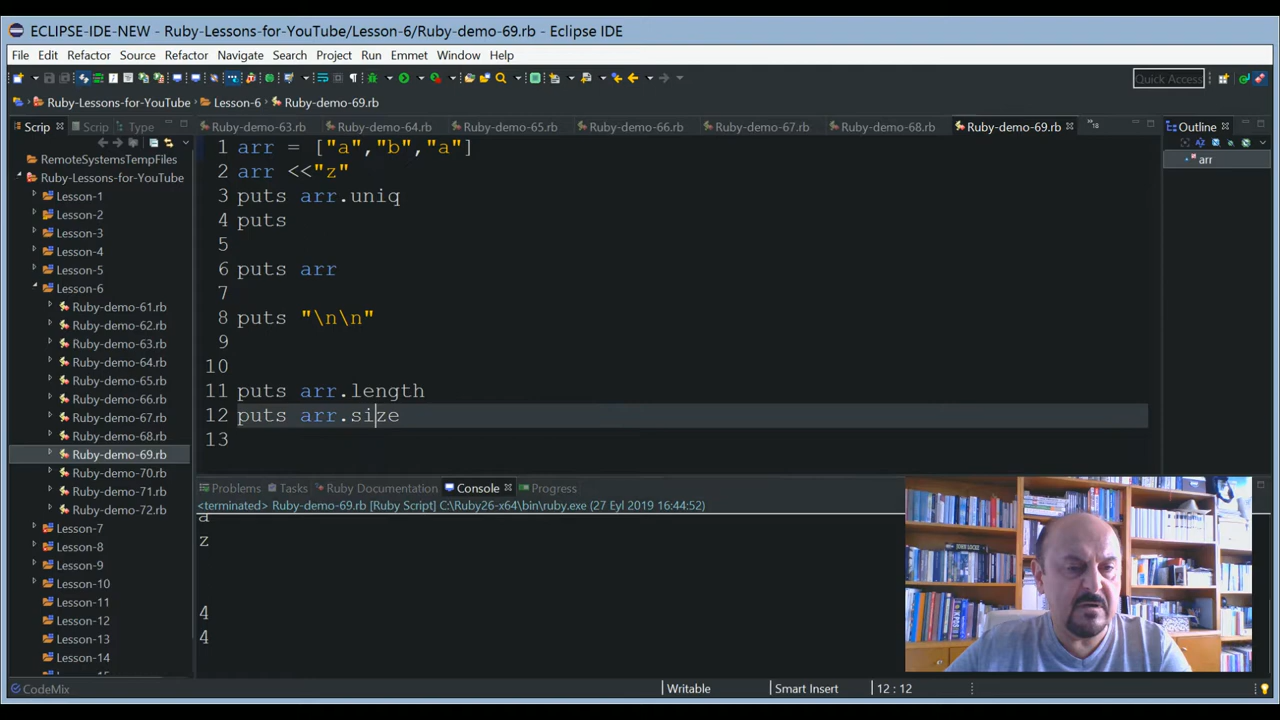 ECLIPSE-IDE-NEW - Ruby-Lessons-for-YouTube/Lesson-6/Ruby-demo-69.rb - Eclipse IDE
File Edit Refactor Source Refactor Navigate Search Project Run Emmet Window Help
Quick Access
Ruby-Lessons-for-YouTube Lesson-6 Ruby-demo-69.rb
Scrip Scrip Type
Ruby-demo-63.rb Ruby-demo-64.rb Ruby-demo-65.rb Ruby-demo-66.rb Ruby-demo-67.rb Ruby-demo-68.rb Ruby-demo-69.rb »18
Outline
arr
RemoteSystemsTempFiles
Ruby-Lessons-for-YouTube
Lesson-1
Lesson-2
Lesson-3
Lesson-4
Lesson-5
Lesson-6
Ruby-demo-61.rb
Ruby-demo-62.rb
Ruby-demo-63.rb
Ruby-demo-64.rb
Ruby-demo-65.rb
Ruby-demo-66.rb
Ruby-demo-67.rb
Ruby-demo-68.rb
Ruby-demo-69.rb
Ruby-demo-70.rb
Ruby-demo-71.rb
Ruby-demo-72.rb
Lesson-7
Lesson-8
Lesson-9
Lesson-10
Lesson-11
Lesson-12
Lesson-13
Lesson-14
1 arr = ["a","b","a"]
2 arr <<"z"
3 puts arr.uniq
4 puts
5
6 puts arr
7
8 puts "\n\n"
9
10
11 puts arr.length
12 puts arr.size
13
Problems Tasks Ruby Documentation Console Progress
<terminated> Ruby-demo-69.rb [Ruby Script] C:\Ruby26-x64\bin\ruby.exe (27 Eyl 2019 16:44:52)
a
z
4
4
CodeMix
Writable Smart Insert 12 : 12